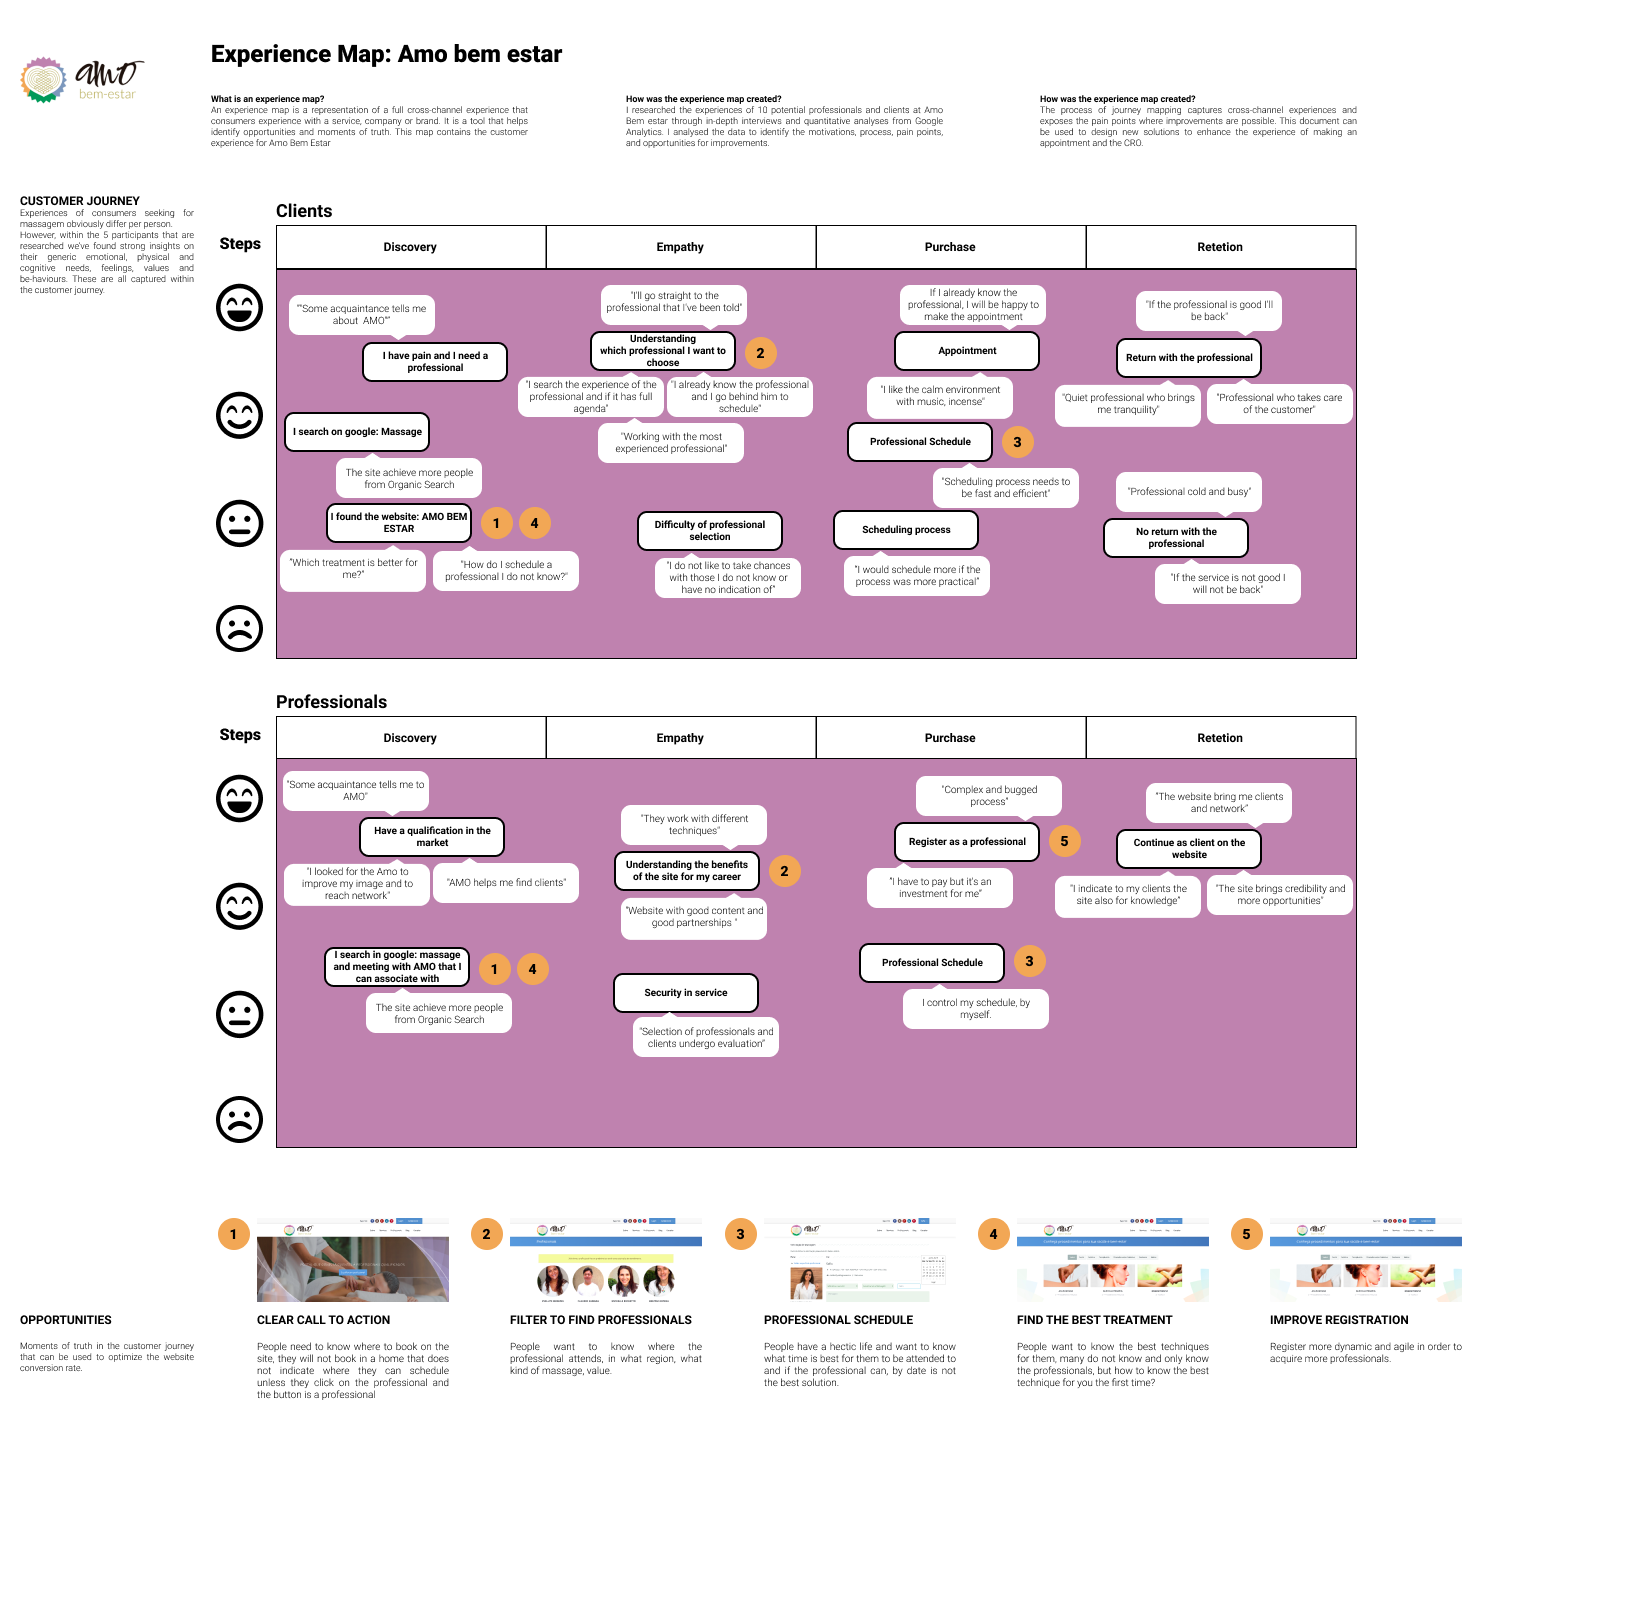 amo
bem-estar
Experience Map: Amo bem estar
What is an experience map?
An experience map is a representation of a full cross-channel experience that
consumers experience with a service, company or brand. It is a tool that helps
identify opportunities and moments of truth. This map contains the customer
experience for Amo Bem Estar
How was the experience map created?
I researched the experiences of 10 potential professionals and clients at Amo
Bem estar through in-depth interviews and quantitative analyses from Google
Analytics. I analysed the data to identify the motivations, process, pain points,
and opportunities for improvements.
How was the experience map created?
The process of journey mapping captures cross-channel experiences and
exposes the pain points where improvements are possible. This document can
be used to design new solutions to enhance the experience of making an
appointment and the CRO.
CUSTOMER JOURNEY
Experiences of consumers seeking for
massagem obviously differ per person.
However, within the 5 participants that are
researched we've found strong insights on
their generic emotional, physical and
cognitive needs, feelings, values and
be-haviours. These are all captured within
the customer journey.
Clients
Steps
Discovery
Empathy
Purchase
Retetion
""Some acquaintance tells me
about AMO""
I have pain and I need a
professional
I search on google: Massage
The site achieve more people
from Organic Search
I found the website: AMO BEM
ESTAR
1
4
"Which treatment is better for
me?"
"How do I schedule a
professional I do not know?"
"I'll go straight to the
professional that I've been told"
Understanding
which professional I want to
choose
2
"I search the experience of the
professional and if it has full
agenda"
"I already know the professional
and I go behind him to
schedule"
"Working with the most
experienced professional"
Difficulty of professional
selection
"I do not like to take chances
with those I do not know or
have no indication of"
If I already know the
professional, I will be happy to
make the appointment
Appointment
"I like the calm environment
with music, incense"
Professional Schedule
3
"Scheduling process needs to
be fast and efficient"
Scheduling process
"I would schedule more if the
process was more practical"
"If the professional is good I'll
be back"
Return with the professional
"Quiet professional who brings
me tranquility"
"Professional who takes care
of the customer"
"Professional cold and busy"
No return with the
professional
"If the service is not good I
will not be back"
Professionals
Steps
Discovery
Empathy
Purchase
Retetion
"Some acquaintance tells me to
AMO"
Have a qualification in the
market
"I looked for the Amo to
improve my image and to
reach network"
"AMO helps me find clients"
I search in google: massage
and meeting with AMO that I
can associate with
1
4
The site achieve more people
from Organic Search
"They work with different
techniques"
Understanding the benefits
of the site for my career
2
"Website with good content and
good partnerships "
Security in service
"Selection of professionals and
clients undergo evaluation"
"Complex and bugged
process"
Register as a professional
5
"I have to pay but it's an
investment for me"
Professional Schedule
3
I control my schedule, by
myself.
"The website bring me clients
and network"
Continue as client on the
website
"I indicate to my clients the
site also for knowledge"
"The site brings credibility and
more opportunities"
OPPORTUNITIES
Moments of truth in the customer journey
that can be used to optimize the website
conversion rate.
1
CLEAR CALL TO ACTION
People need to know where to book on the
site, they will not book in a home that does
not indicate where they can schedule
unless they click on the professional and
the button is a professional
2
FILTER TO FIND PROFESSIONALS
People want to know where the
professional attends, in what region, what
kind of massage, value.
3
PROFESSIONAL SCHEDULE
People have a hectic life and want to know
what time is best for them to be attended to
and if the professional can, by date is not
the best solution.
4
FIND THE BEST TREATMENT
People want to know the best techniques
for them, many do not know and only know
the professionals, but how to know the best
technique for you the first time?
5
IMPROVE REGISTRATION
Register more dynamic and agile in order to
acquire more professionals.